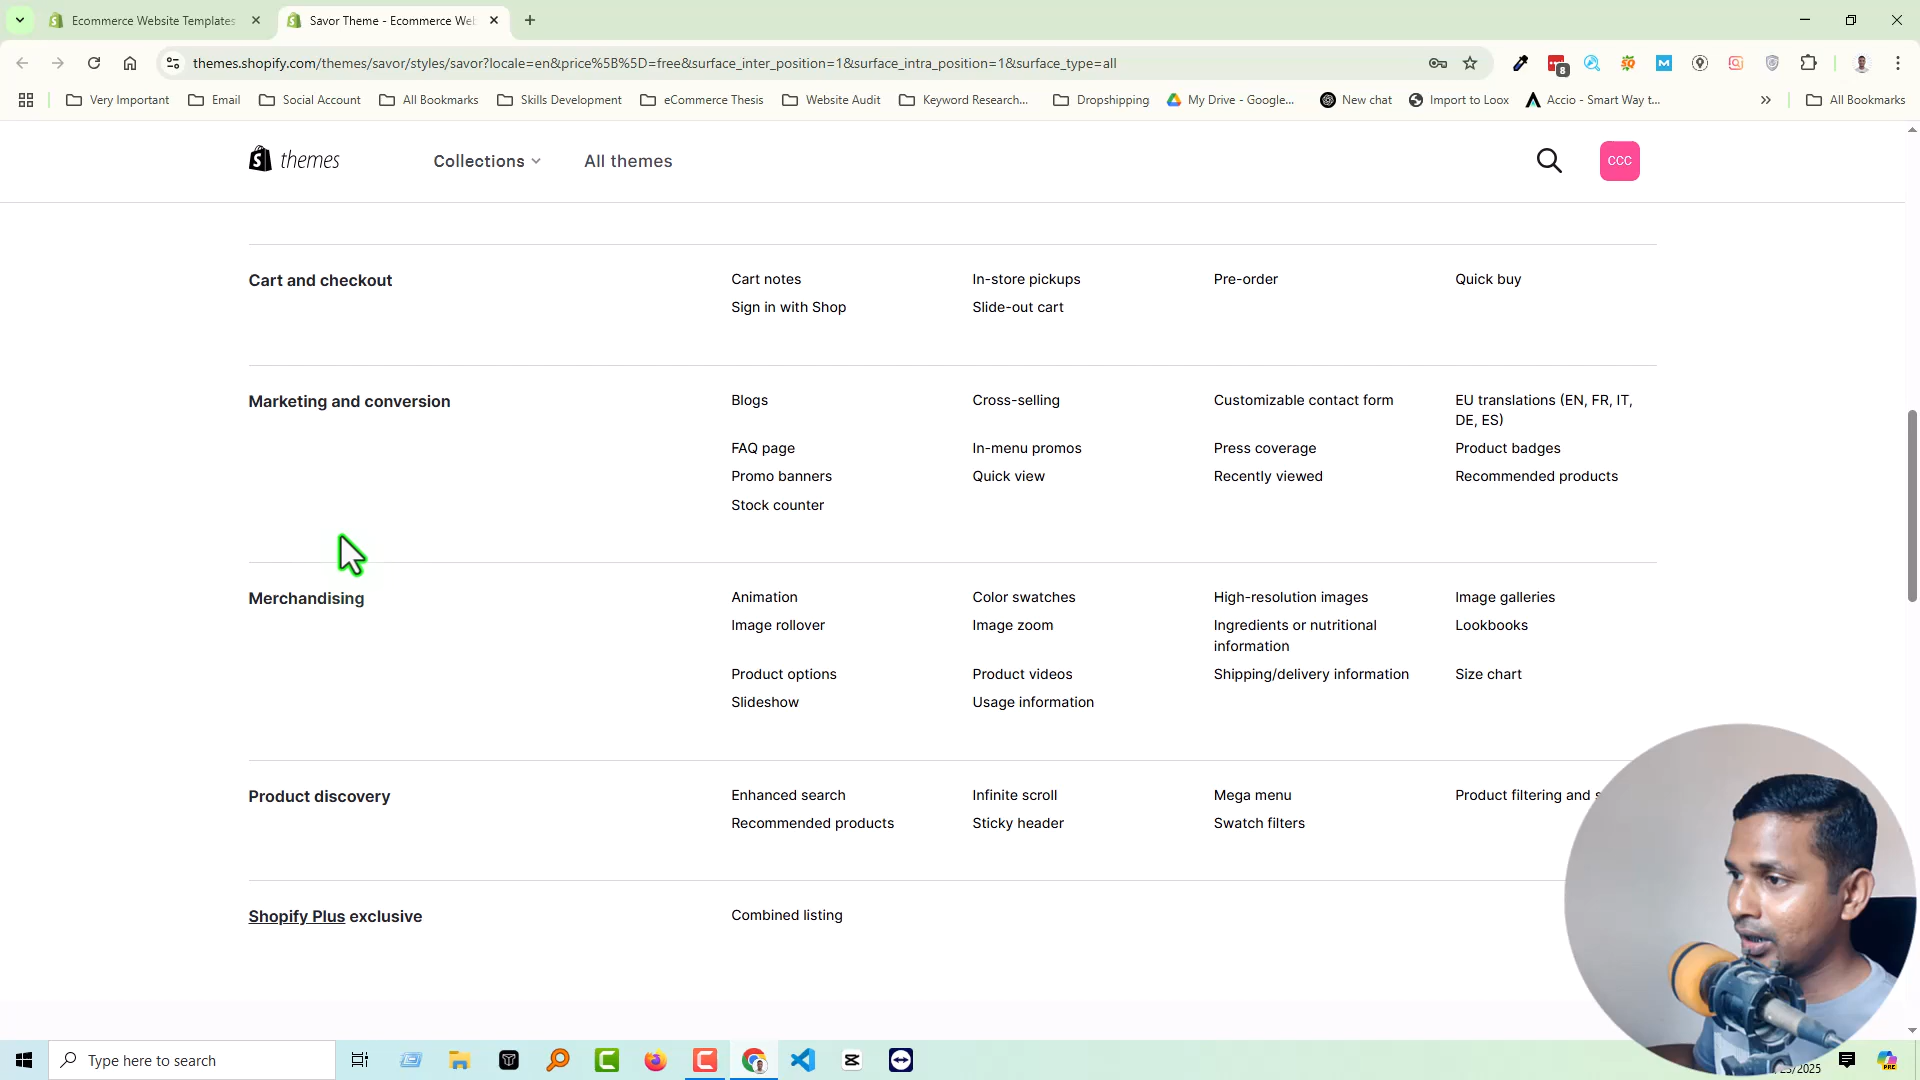 Ecommerce Website Templates
Savor Theme - Ecommerce Web
themes.shopify.com/themes/savor/styles/savor?locale=en&price%5B%5D=free&surface_inter_position=1&surface_intra_position=1&surface_type=all
8
Very Important
Email
Social Account
All Bookmarks
Skills Development
eCommerce Thesis
Website Audit
Keyword Research...
Dropshipping
My Drive - Google...
New chat
Import to Loox
Accio - Smart Way t...
All Bookmarks
themes
Collections
All themes
CCC
Cart and checkout
Cart notes
In-store pickups
Pre-order
Quick buy
Sign in with Shop
Slide-out cart
Marketing and conversion
Blogs
Cross-selling
Customizable contact form
EU translations (EN, FR, IT,
DE, ES)
FAQ page
In-menu promos
Press coverage
Product badges
Promo banners
Quick view
Recently viewed
Recommended products
Stock counter
Merchandising
Animation
Color swatches
High-resolution images
Image galleries
Image rollover
Image zoom
Ingredients or nutritional
information
Lookbooks
Product options
Product videos
Shipping/delivery information
Size chart
Slideshow
Usage information
Product discovery
Enhanced search
Infinite scroll
Mega menu
Product filtering and
Recommended products
Sticky header
Swatch filters
Shopify Plus exclusive
Combined listing
Type here to search